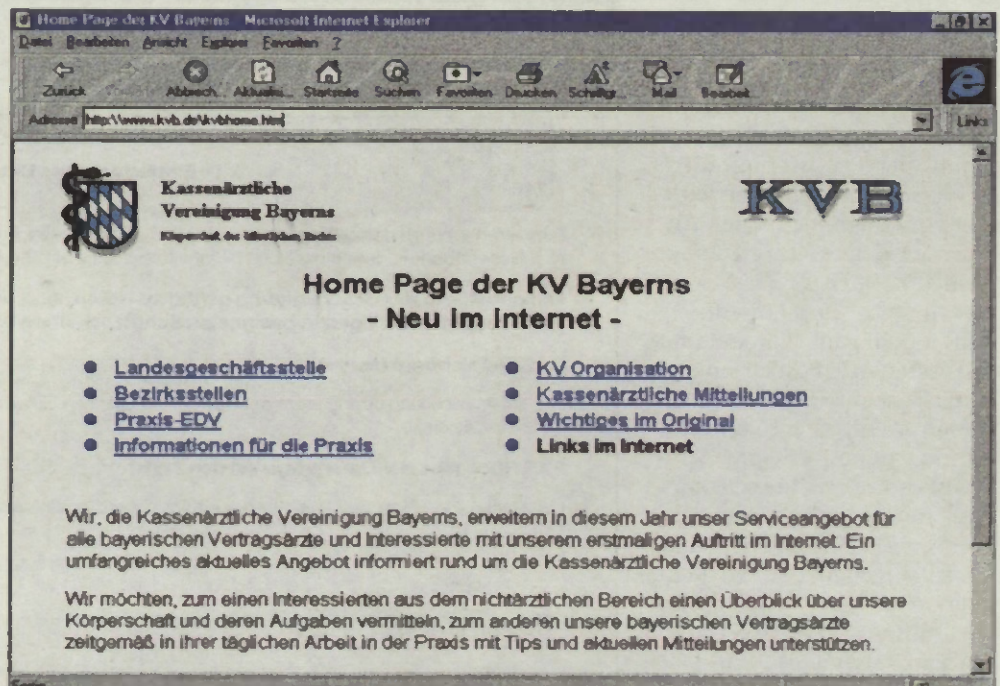 Home Page der KV Bayerns Microsoft Internet Explorer
Datei Bearbeiten Ansicht Explorer Favoriten ?
Zurück Abbrech. Aktualisi... Startseite Suchen Favoriten Drucken Schriftgr... Mail Bearbeit.
Adresse http:\\www.kvb.de\kvbhome.htm Links
Kassenärztliche
Vereinigung Bayerns
Körperschaft des öffentlichen Rechts
KVB
Home Page der KV Bayerns
- Neu im Internet -
Landesgeschäftsstelle
Bezirksstellen
Praxis-EDV
Informationen für die Praxis
KV Organisation
Kassenärztliche Mitteilungen
Wichtiges im Original
Links im Internet
Wir, die Kassenärztliche Vereinigung Bayerns, erweitern in diesem Jahr unser Serviceangebot für
alle bayerischen Vertragsärzte und Interessierte mit unserem erstmaligen Auftritt im Internet. Ein
umfangreiches aktuelles Angebot informiert rund um die Kassenärztliche Vereinigung Bayerns.
Wir möchten, zum einen Interessierten aus dem nichtärztlichen Bereich einen Überblick über unsere
Körperschaft und deren Aufgaben vermitteln, zum anderen unsere bayerischen Vertragsärzte
zeitgemäß in ihrer täglichen Arbeit in der Praxis mit Tips und aktuellen Mitteilungen unterstützen.